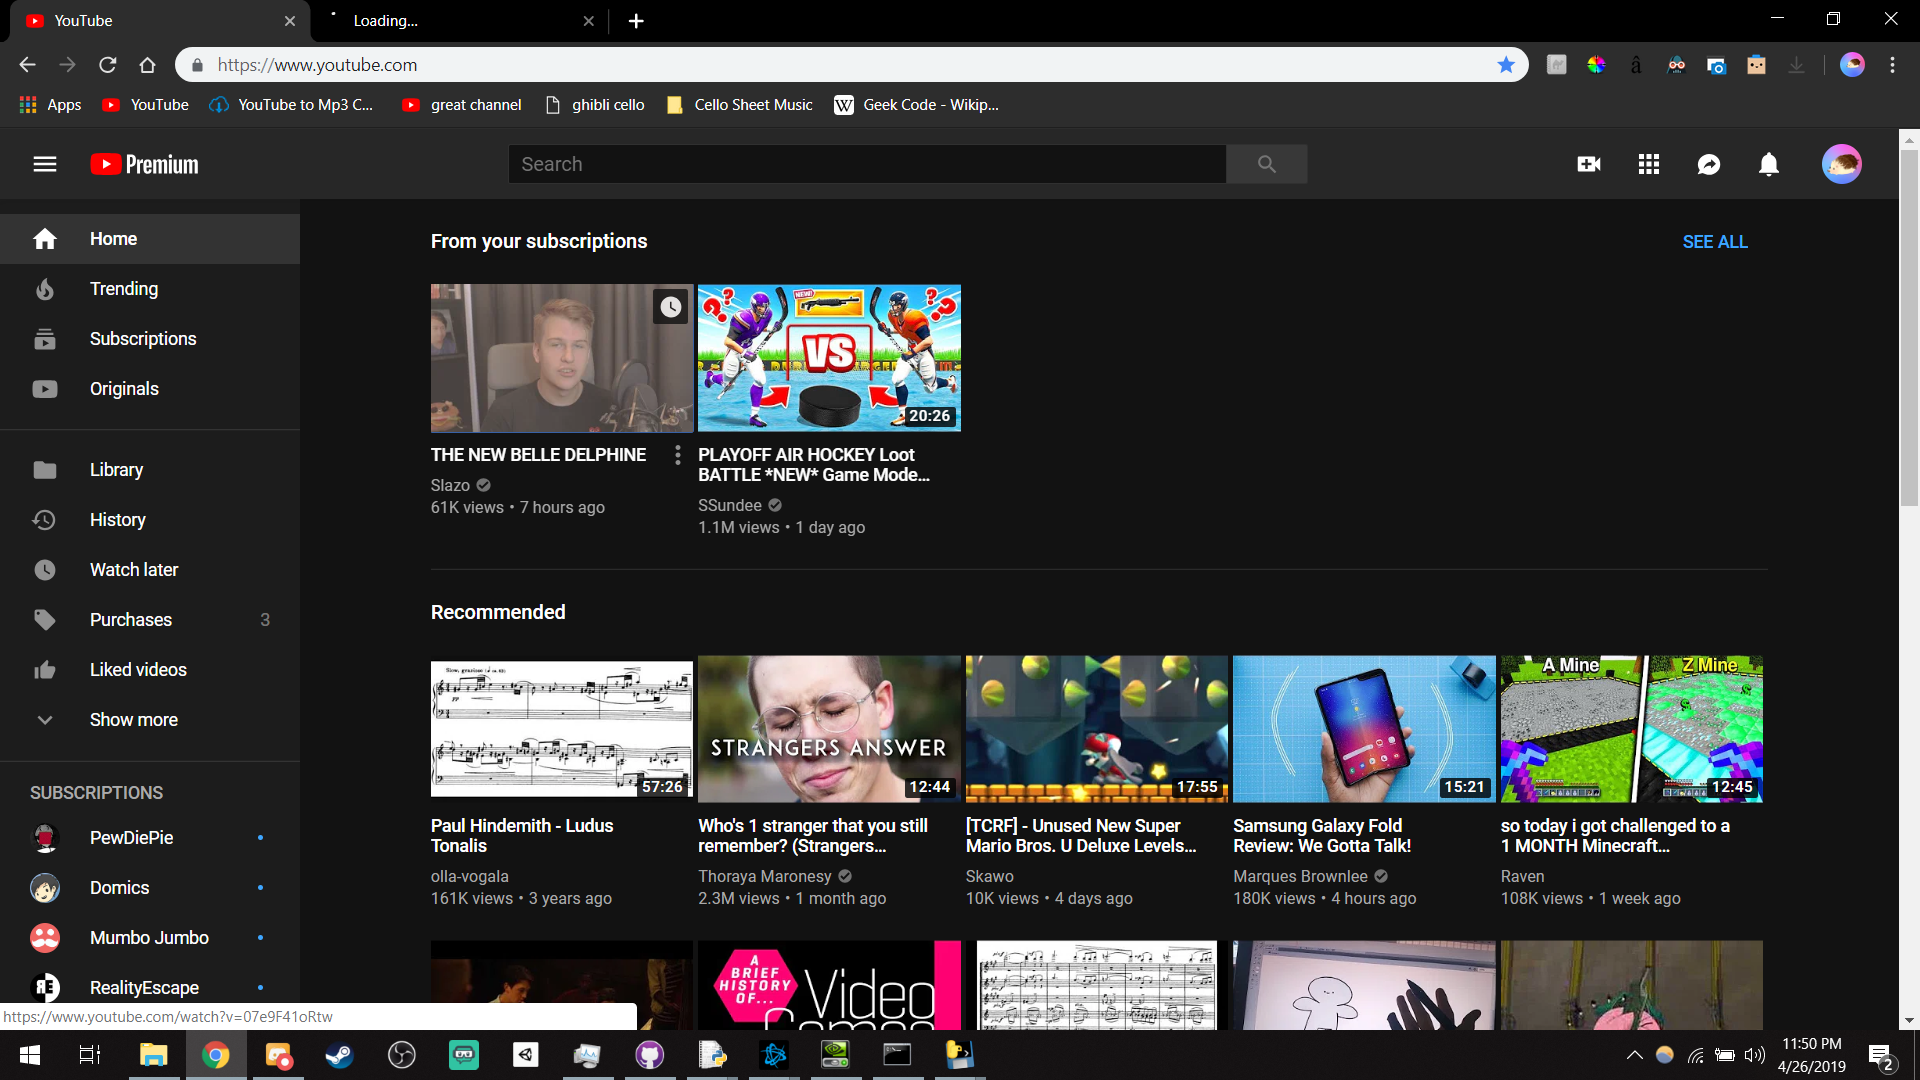 YouTube
Loading...
https://www.youtube.com
Apps
YouTube
YouTube to Mp3 C...
great channel
ghibli cello
Cello Sheet Music
W
Geek Code - Wikip...
Premium
Search
Home
Trending
Subscriptions
Originals
Library
History
Watch later
Purchases
3
Liked videos
Show more
SUBSCRIPTIONS
PewDiePie
Domics
Mumbo Jumbo
RealityEscape
From your subscriptions
SEE ALL
NEW!
VS
20:26
THE NEW BELLE DELPHINE
Slazo
61K views • 7 hours ago
PLAYOFF AIR HOCKEY Loot
BATTLE *NEW* Game Mode...
SSundee
1.1M views • 1 day ago
Recommended
57:26
STRANGERS ANSWER
12:44
17:55
15:21
A Mine
Z Mine
12:45
Paul Hindemith - Ludus
Tonalis
olla-vogala
161K views • 3 years ago
Who's 1 stranger that you still
remember? (Strangers...
Thoraya Maronesy
2.3M views • 1 month ago
[TCRF] - Unused New Super
Mario Bros. U Deluxe Levels...
Skawo
10K views • 4 days ago
Samsung Galaxy Fold
Review: We Gotta Talk!
Marques Brownlee
180K views • 4 hours ago
so today i got challenged to a
1 MONTH Minecraft...
Raven
108K views • 1 week ago
A
BRIEF
HISTORY
OF...
Video
Games
https://www.youtube.com/watch?v=07e9F41oRtw
11:50 PM
4/26/2019
2